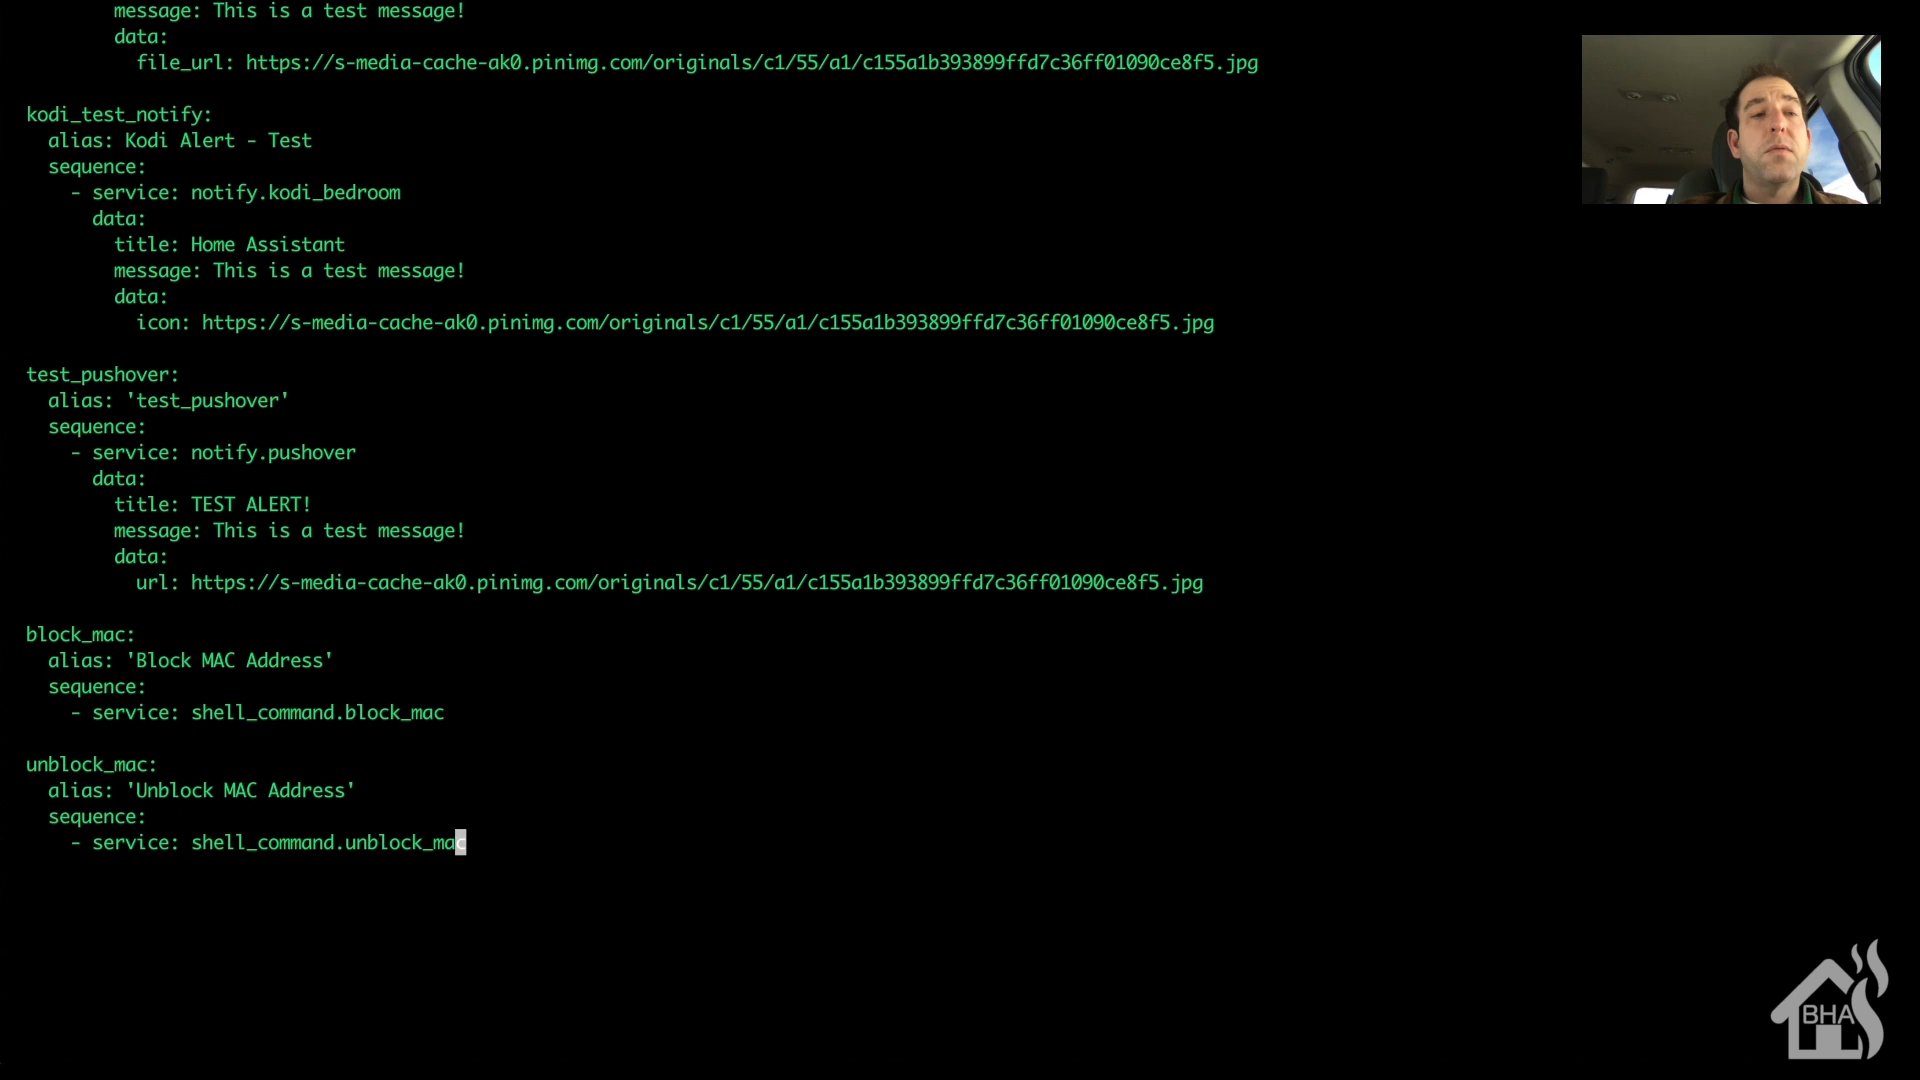 message: This is a test message!
data:
file_url: https://s-media-cache-ak0.pinimg.com/originals/c1/55/a1/c155a1b393899ffd7c36ff01090ce8f5.jpg
kodi_test_notify:
alias: Kodi Alert - Test
sequence:
- service: notify.kodi_bedroom
data:
title: Home Assistant
message: This is a test message!
data:
icon: https://s-media-cache-ak0.pinimg.com/originals/c1/55/a1/c155a1b393899ffd7c36ff01090ce8f5.jpg
test_pushover:
alias: 'test_pushover'
sequence:
- service: notify.pushover
data:
title: TEST ALERT!
message: This is a test message!
data:
url: https://s-media-cache-ak0.pinimg.com/originals/c1/55/a1/c155a1b393899ffd7c36ff01090ce8f5.jpg
block_mac:
alias: 'Block MAC Address'
sequence:
- service: shell_command.block_mac
unblock_mac:
alias: 'Unblock MAC Address'
sequence:
- service: shell_command.unblock_mac
BHA